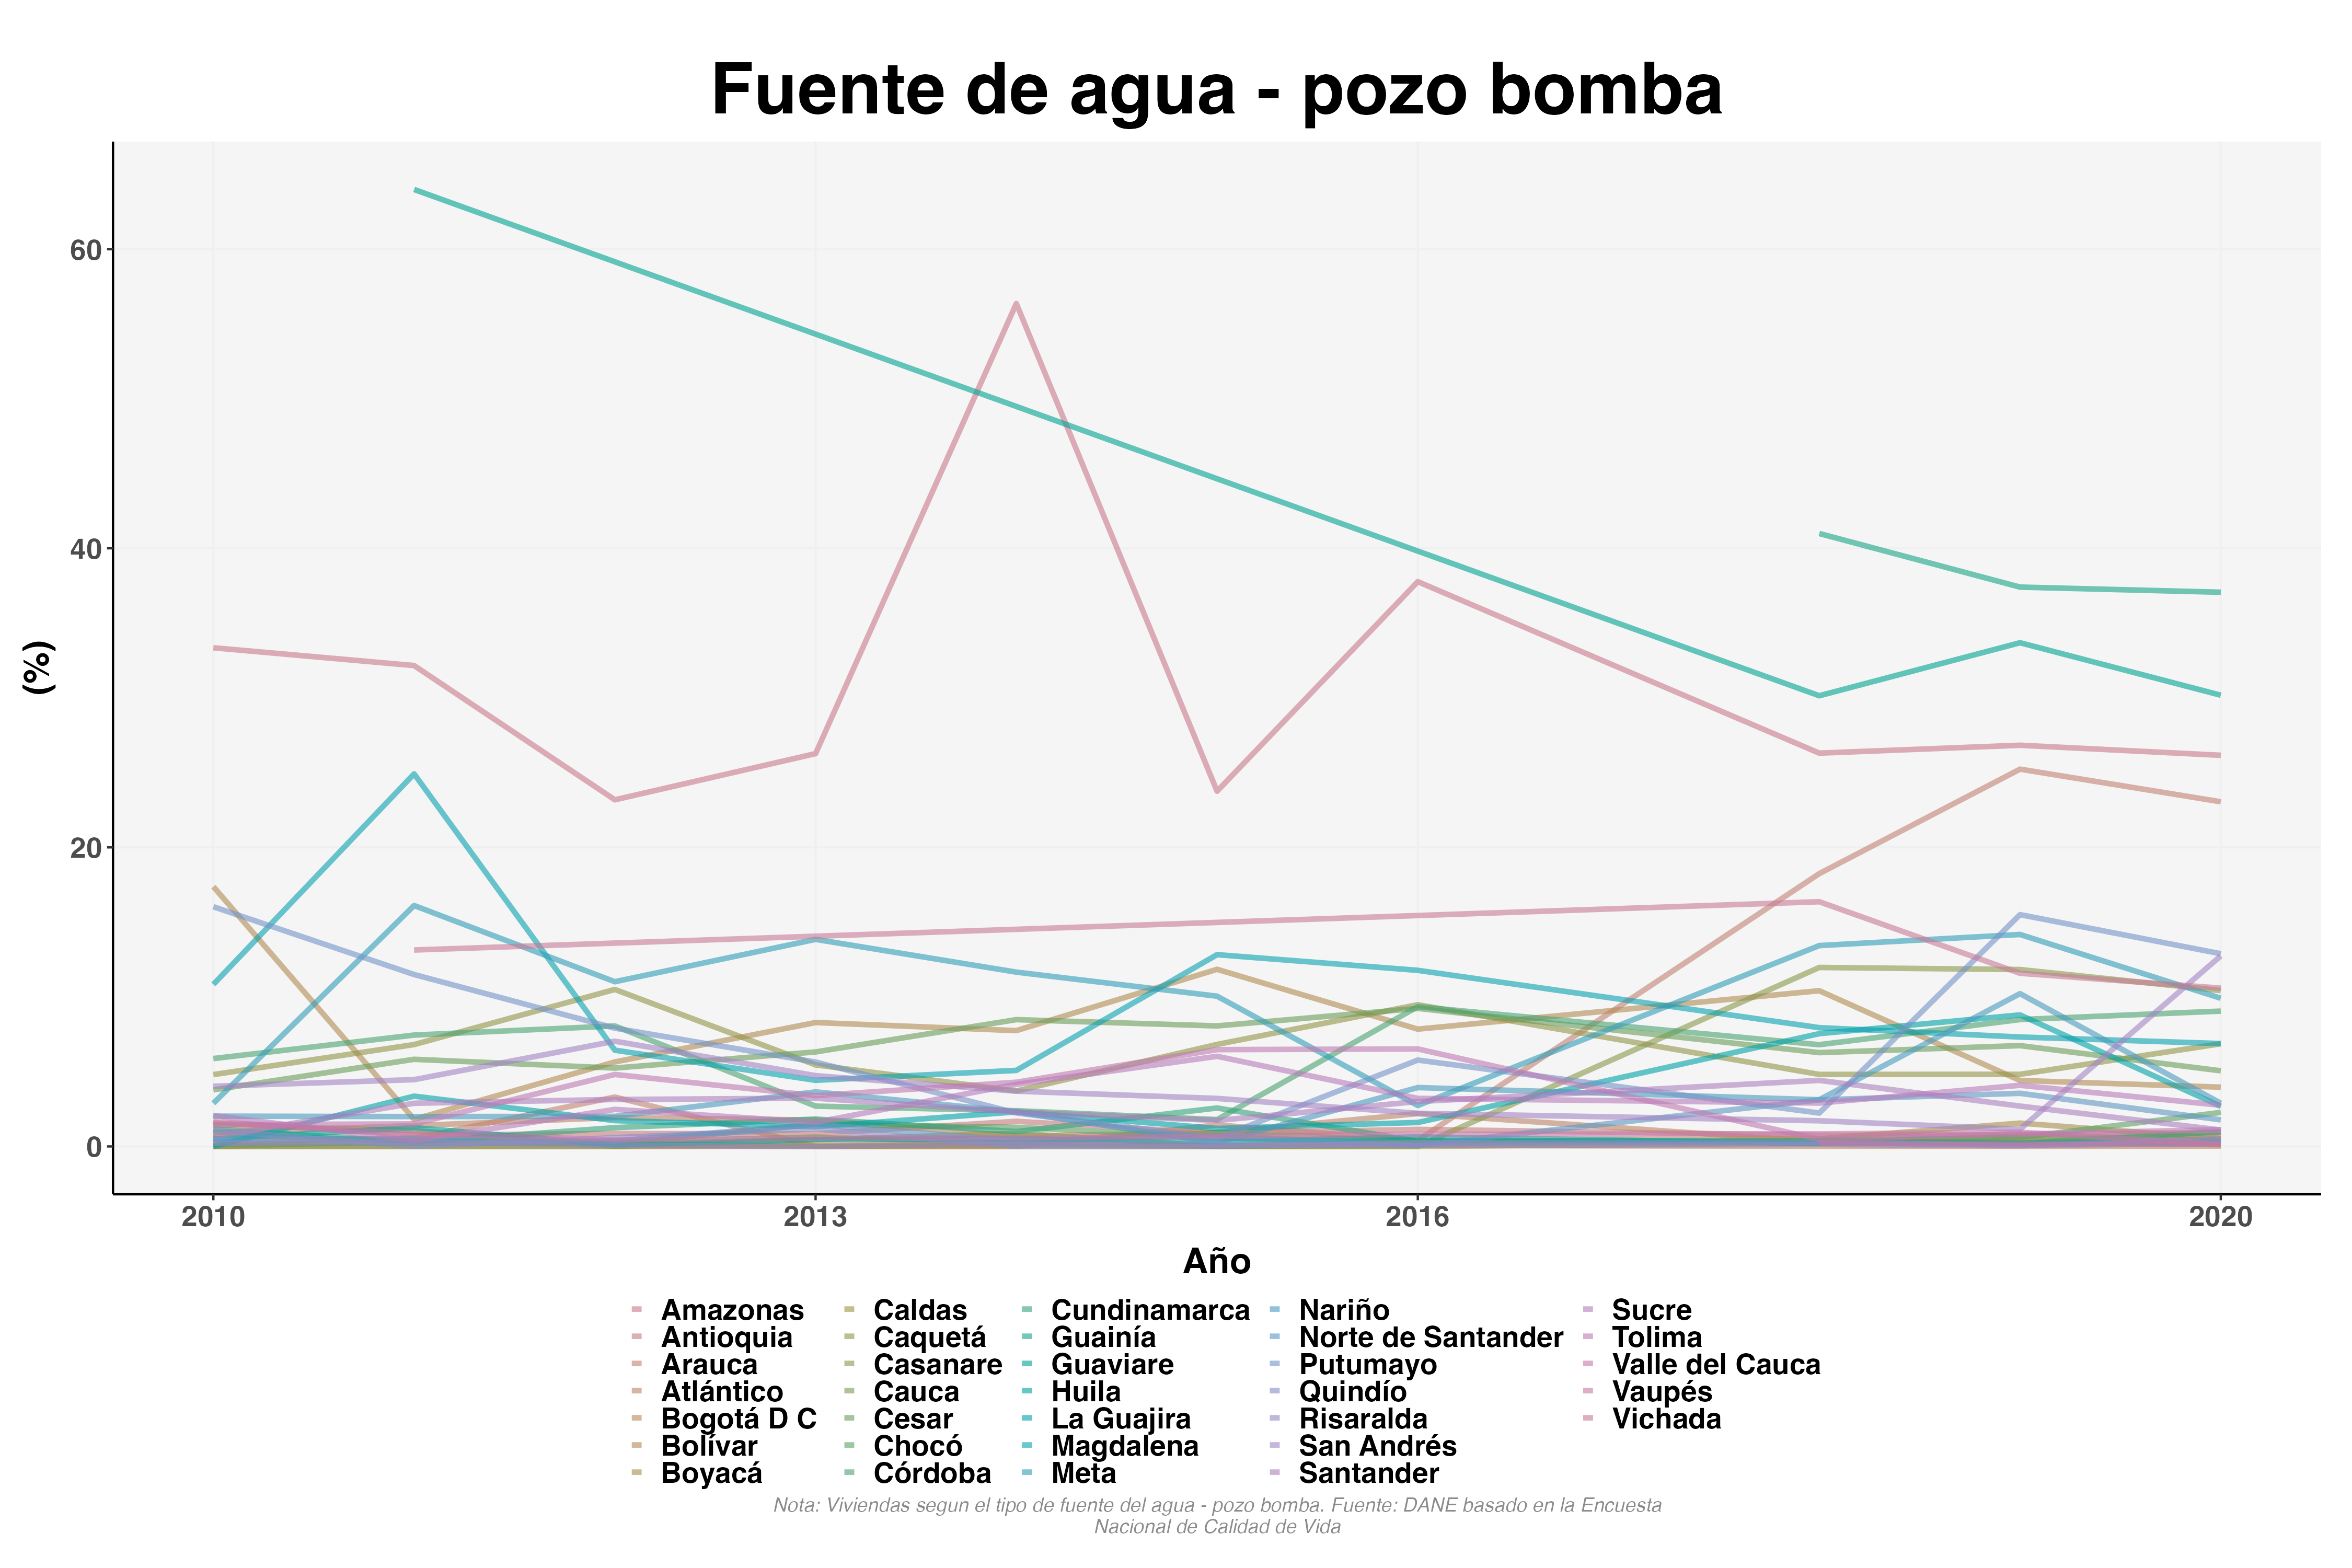 Fuente de agua - pozo bomba
(%)
60
40
20
0
2010 2013 2016 2020
Año
Amazonas Caldas Cundinamarca Nariño Sucre
Antioquia Caquetá Guainía Norte de Santander Tolima
Arauca Casanare Guaviare Putumayo Valle del Cauca
Atlántico Cauca Huila Quindío Vaupés
Bogotá D C Cesar La Guajira Risaralda Vichada
Bolívar Chocó Magdalena San Andrés
Boyacá Córdoba Meta Santander
Nota: Viviendas segun el tipo de fuente del agua - pozo bomba. Fuente: DANE basado en la Encuesta
Nacional de Calidad de Vida